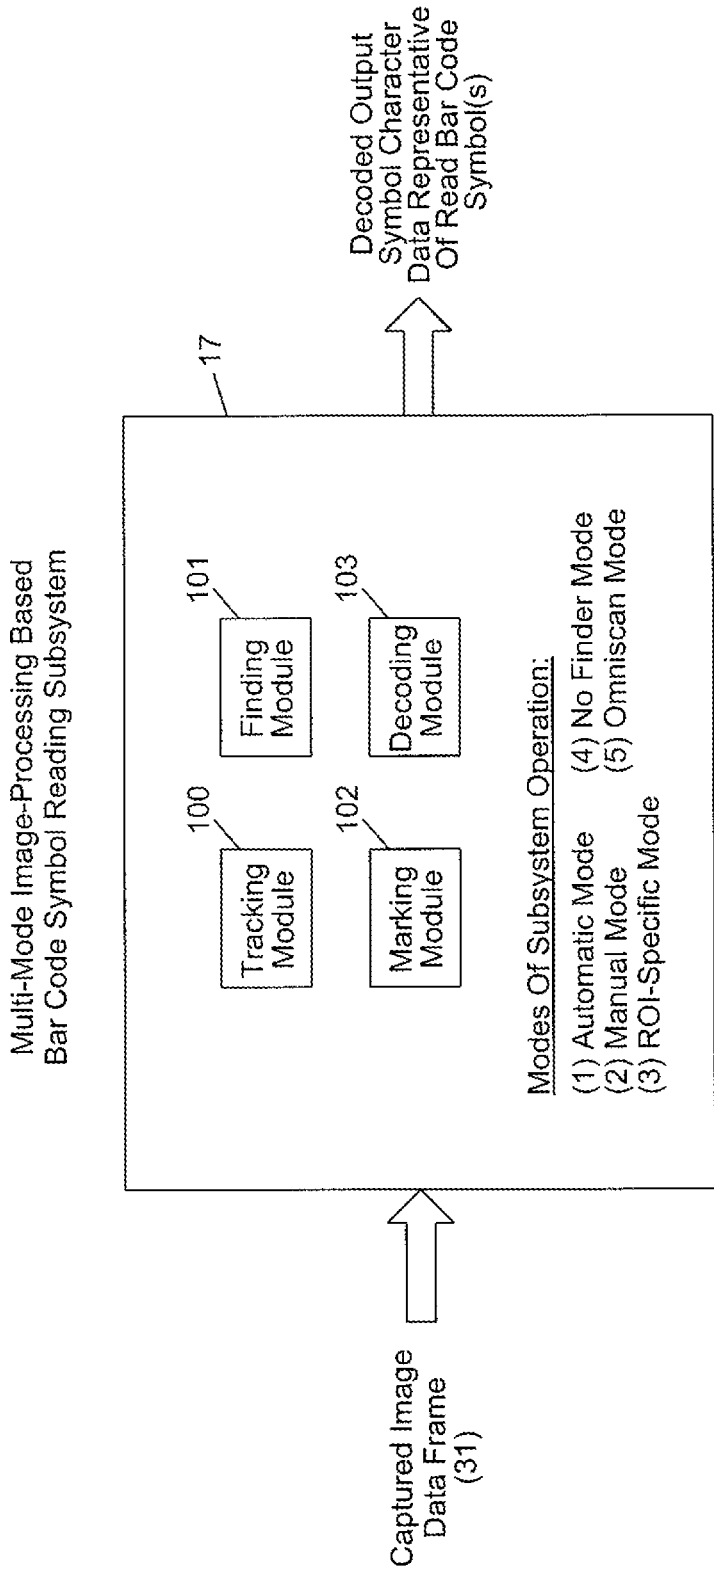 Multi-Mode Image-Processing Based
Bar Code Symbol Reading Subsystem
17
Captured Image
Data Frame
(31)
100
Tracking
Module
101
Finding
Module
102
Marking
Module
103
Decoding
Module
Modes Of Subsystem Operation:
(1) Automatic Mode
(2) Manual Mode
(3) ROI-Specific Mode
(4) No Finder Mode
(5) Omniscan Mode
Decoded Output
Symbol Character
Data Representative
Of Read Bar Code
Symbol(s)